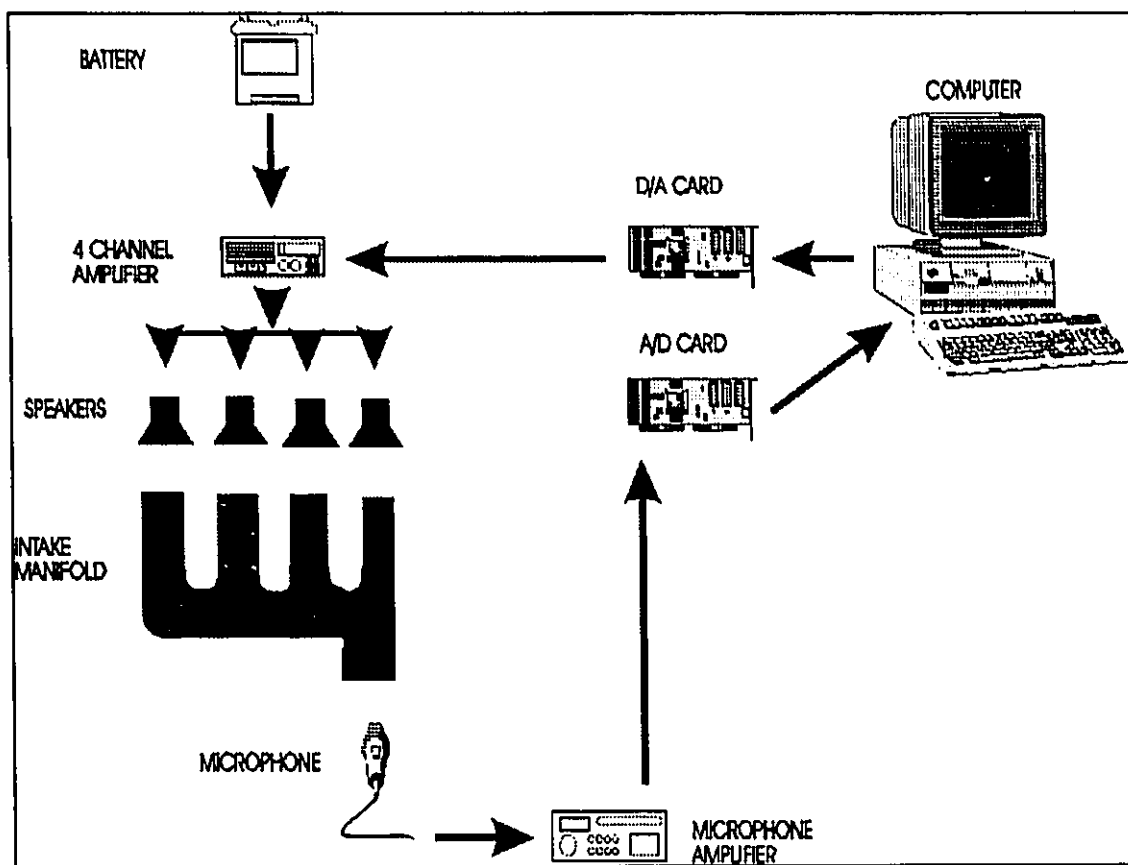 BATTERY
COMPUTER
D/A CARD
4 CHANNEL
AMPLIFIER
A/D CARD
SPEAKERS
INTAKE
MANIFOLD
MICROPHONE
MICROPHONE
AMPLIFIER